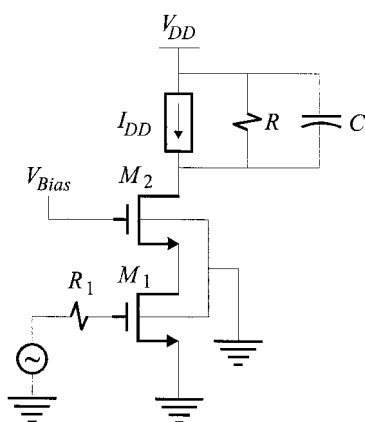 V_DD
I_DD
R
C
V_Bias
M_2
R_1
M_1
~